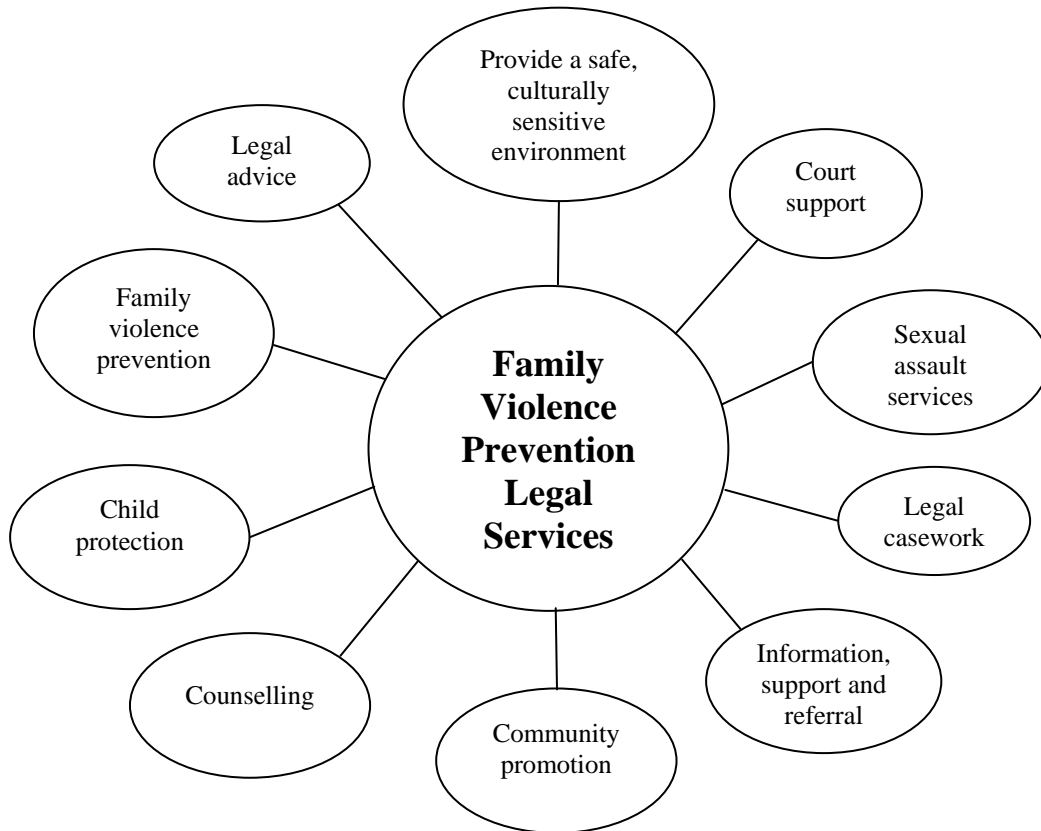 Provide a safe,
culturally
sensitive
environment
Legal
advice
Court
support
Family
violence
prevention
Sexual
assault
services
Family
Violence
Prevention
Legal
Services
Child
protection
Legal
casework
Counselling
Information,
support and
referral
Community
promotion